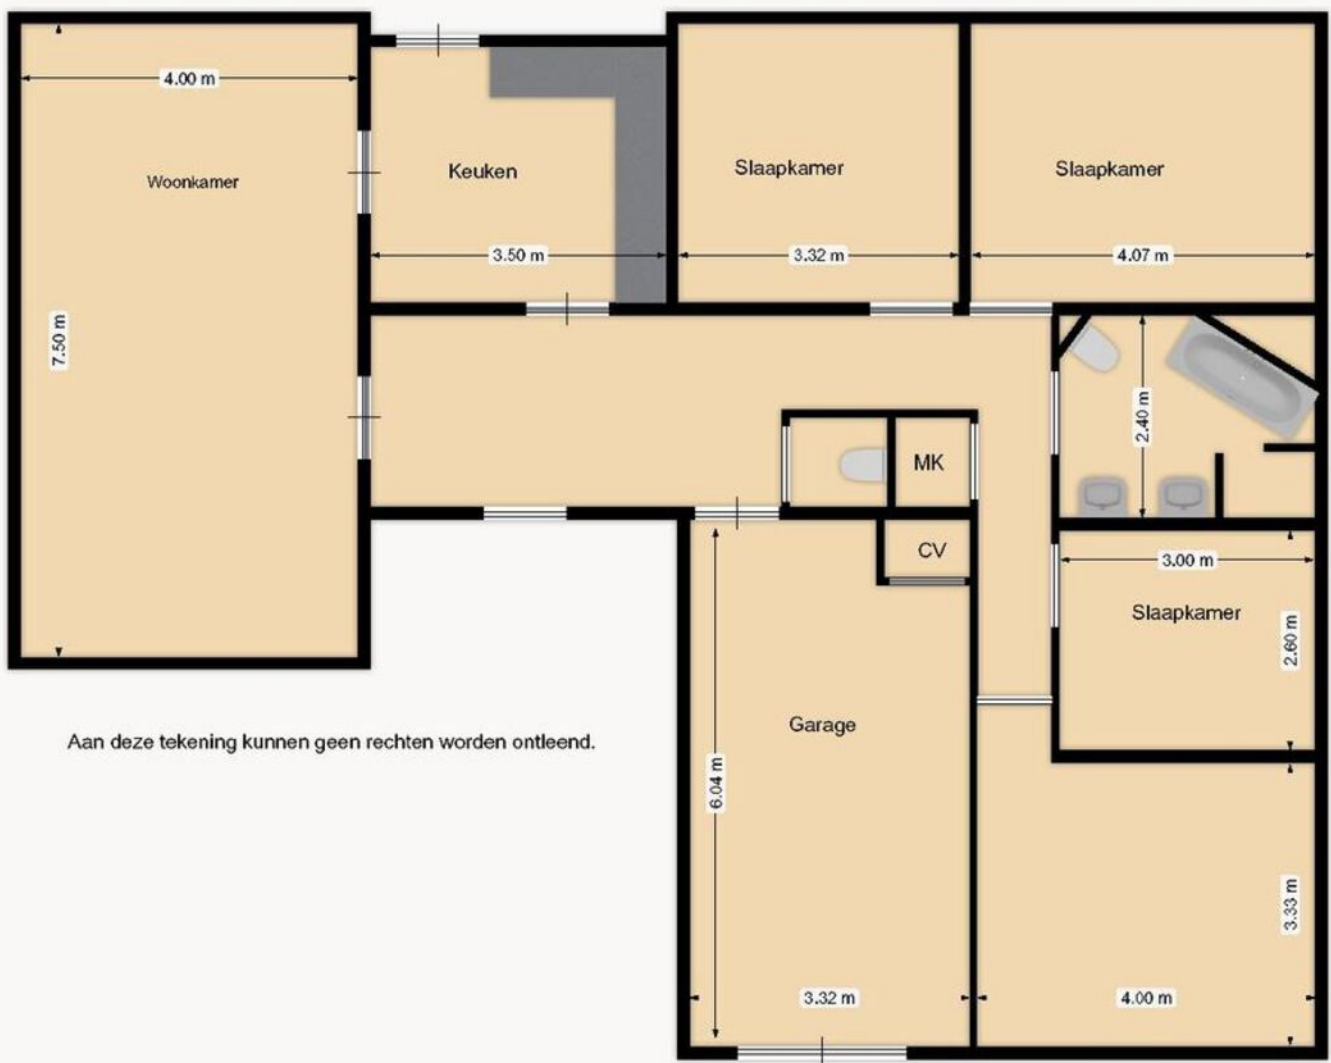 4.00 m
Woonkamer
7.50 m
Keuken
3.50 m
Slaapkamer
3.32 m
Slaapkamer
4.07 m
2.40 m
MK
CV
3.00 m
Slaapkamer
2.60 m
Garage
6.04 m
3.32 m
3.33 m
4.00 m
Aan deze tekening kunnen geen rechten worden ontleend.